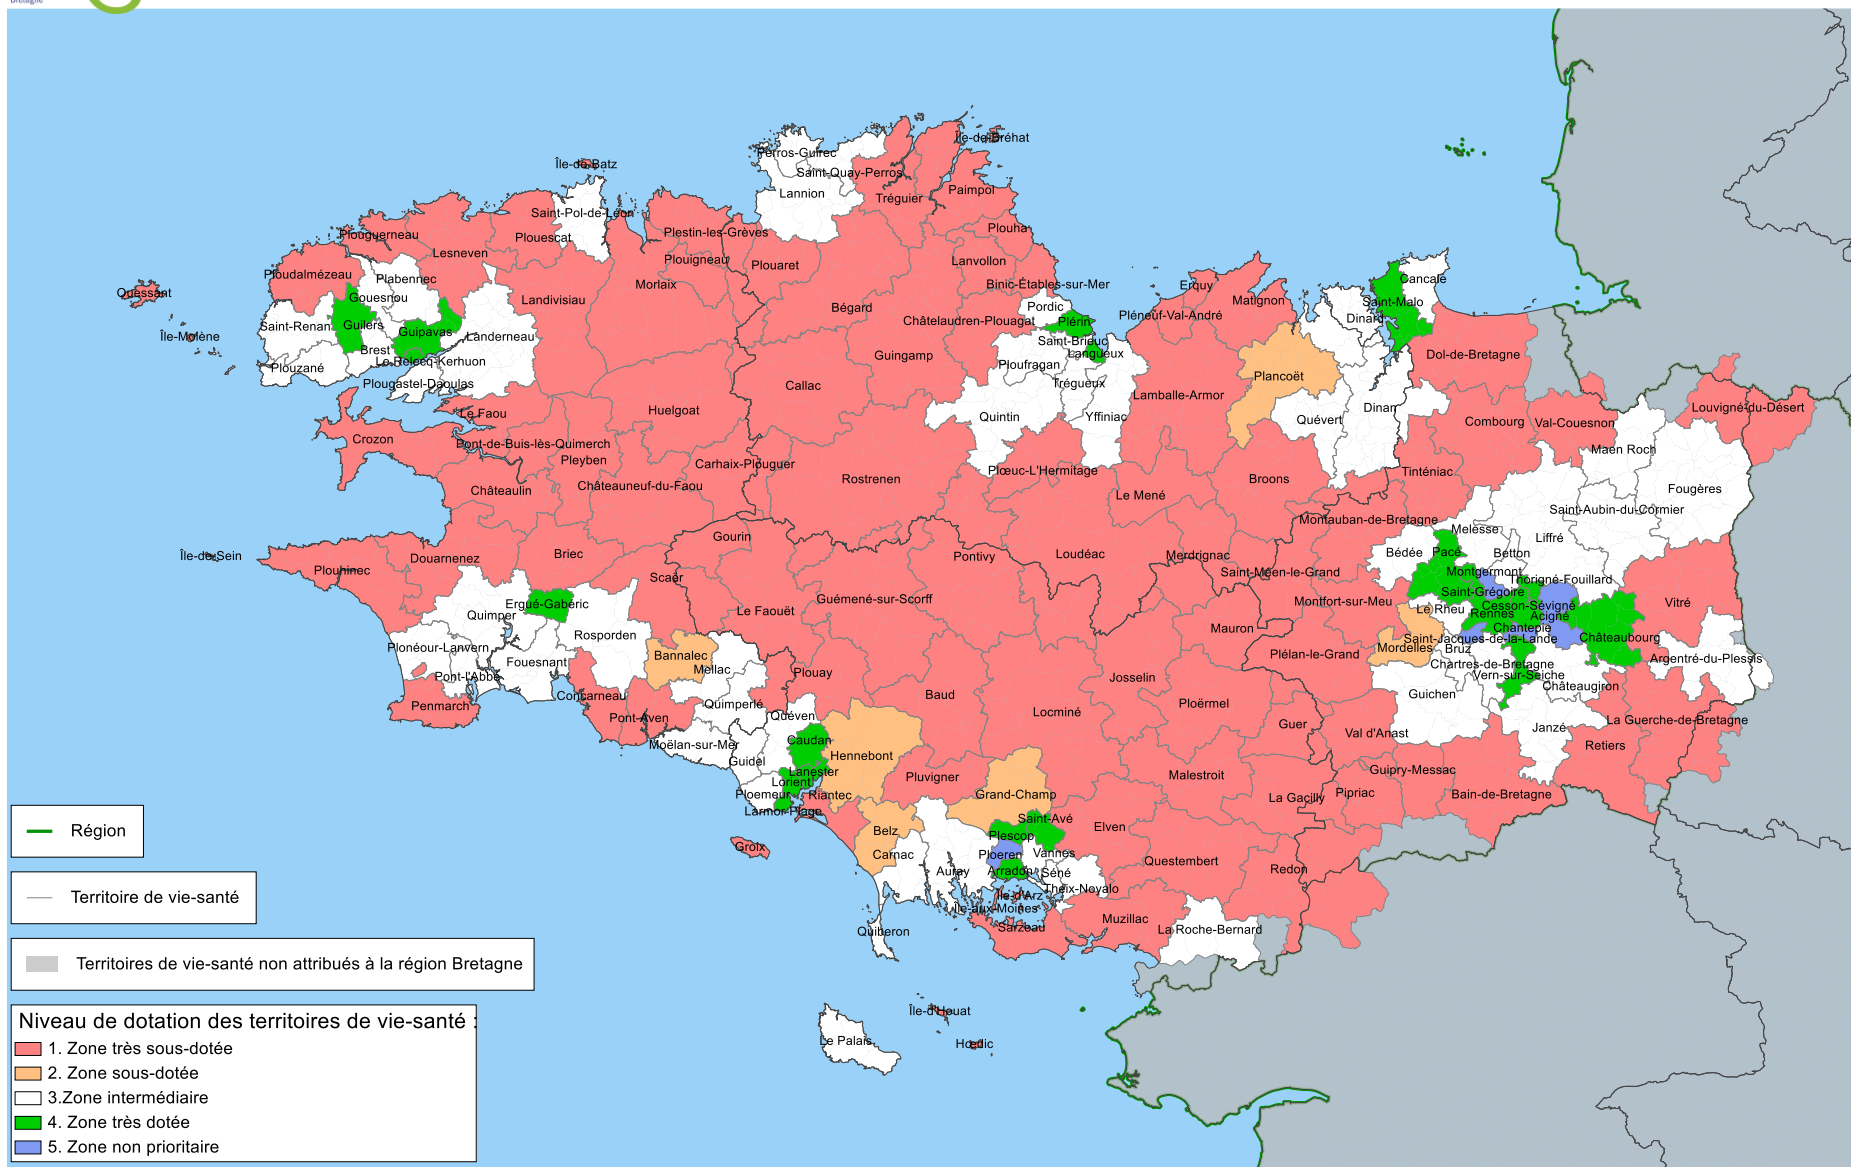 Bretagne
Île-de-Bréhat
Perros-Guirec
Île-de-Batz
Saint-Quay-Perros
Lannion
Paimpol
Tréguier
Saint-Pol-de-Léon
Plouha
Plestin-les-Grèves
Plouguerneau
Plouescat
Lesneven
Plouigneau
Lanvollon
Plouaret
Ploudalmézeau
Plabennec
Cancale
Morlaix
Binic-Étables-sur-Mer
Erquy
Ouessant
Gouesnou
Landivisiau
Matignon
Saint-Malo
Bégard
Pordic
Pléneuf-Val-André
Dinard
Châtelaudren-Plouagat
Plérin
Saint-Renan
Guilers
Guipavas
Île-Molène
Landerneau
Saint-Brieuc
Brest
Guingamp
Langueux
Dol-de-Bretagne
Le Relecq-Kerhuon
Plouzané
Ploufragan
Plancoët
Plougastel-Daoulas
Callac
Trégueux
Lamballe-Armor
Le Faou
Huelgoat
Quintin
Yffiniac
Quévert
Dinan
Louvigné-du-Désert
Combourg
Val-Couesnon
Crozon
Pont-de-Buis-lès-Quimerch
Pleyben
Maen Roch
Carhaix-Plouguer
Plœuc-L'Hermitage
Tinténiac
Rostrenen
Broons
Châteaulin
Châteauneuf-du-Faou
Le Mené
Fougères
Saint-Aubin-du-Cormier
Montauban-de-Bretagne
Melesse
Gourin
Liffré
Île-de-Sein
Douarnenez
Briec
Pontivy
Loudéac
Merdrignac
Bédée
Pacé
Betton
Plouhinec
Scaër
Saint-Méen-le-Grand
Montgermont
Thorigné-Fouillard
Saint-Grégoire
Ergué-Gabéric
Guémené-sur-Scorff
Montfort-sur-Meu
Vitré
Quimper
Le Faouët
Le Rheu
Cesson-Sévigné
Rennes
Acigné
Rosporden
Mauron
Chantepie
Saint-Jacques-de-la-Lande
Châteaubourg
Plonéour-Lanvern
Bannalec
Plélan-le-Grand
Mordelles
Bruz
Fouesnant
Mellac
Chartres-de-Bretagne
Argentré-du-Plessis
Pont-l'Abbé
Plouay
Josselin
Vern-sur-Seiche
Châteaugiron
Concarneau
Baud
Guichen
Penmarch
Quimperlé
Ploërmel
Pont-Aven
Quéven
Locminé
Guer
La Guerche-de-Bretagne
Janzé
Moëlan-sur-Mer
Caudan
Val d'Anast
Retiers
Hennebont
Guidel
Lanester
Pluvigner
Malestroit
Guipry-Messac
Lorient
Ploemeur
Riantec
Grand-Champ
La Gacilly
Pipriac
Bain-de-Bretagne
Larmor-Plage
Saint-Avé
Belz
Plescop
Elven
Groix
Carnac
Ploeren
Vannes
Questembert
Auray
Arradon
Séné
Redon
Theix-Noyalo
Île-d'Arz
Île-aux-Moines
Muzillac
Sarzeau
Quiberon
La Roche-Bernard
Île-d'Houat
Le Palais
Hœdic
Région
Territoire de vie-santé
Territoires de vie-santé non attribués à la région Bretagne
Niveau de dotation des territoires de vie-santé :
1. Zone très sous-dotée
2. Zone sous-dotée
3.Zone intermédiaire
4. Zone très dotée
5. Zone non prioritaire